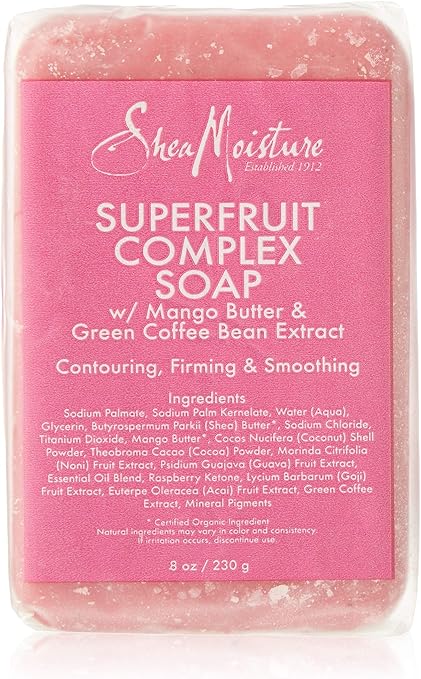 SheaMoisture
Established 1912
SUPERFRUIT
COMPLEX
SOAP
w/ Mango Butter &
Green Coffee Bean Extract
Contouring, Firming & Smoothing
Ingredients
Sodium Palmate, Sodium Palm Kernelate, Water (Aqua),
Glycerin, Butyrospermum Parkii (Shea) Butter*, Sodium Chloride,
Titanium Dioxide, Mango Butter*, Cocos Nucifera (Coconut) Shell
Powder, Theobroma Cacao (Cocoa) Powder, Morinda Citrifolia
(Noni) Fruit Extract, Psidium Guajava (Guava) Fruit Extract,
Essential Oil Blend, Raspberry Ketone, Lycium Barbarum (Goji)
Fruit Extract, Euterpe Oleracea (Acai) Fruit Extract, Green Coffee
Extract, Mineral Pigments
* Certified Organic Ingredient
Natural ingredients may vary in color and consistency.
If irritation occurs, discontinue use.
8 oz / 230 g